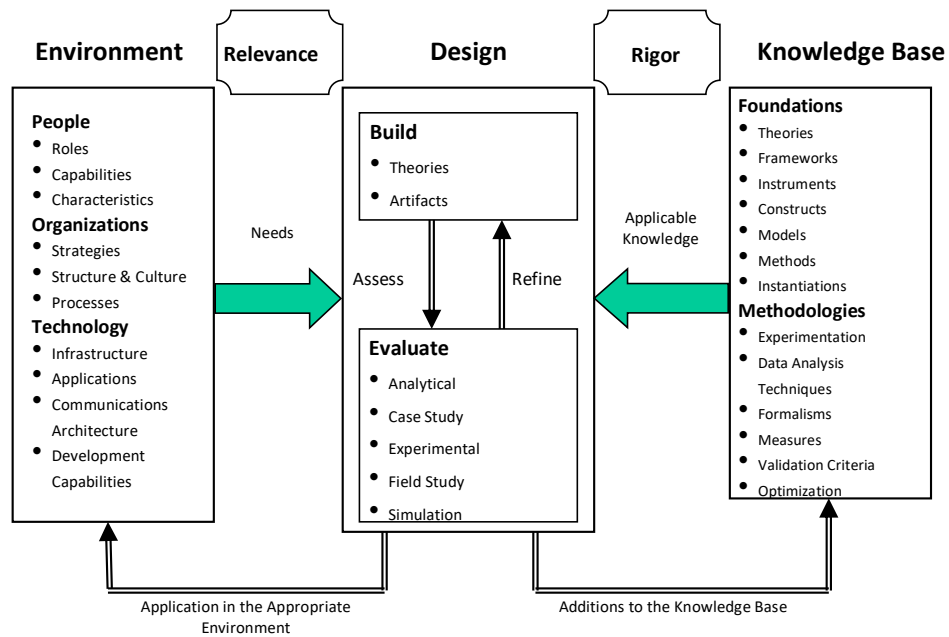 Environment
Relevance
Design
Rigor
Knowledge Base
People
• Roles
• Capabilities
• Characteristics
Organizations
• Strategies
• Structure & Culture
• Processes
Technology
• Infrastructure
• Applications
• Communications
Architecture
• Development
Capabilities
Needs
Build
• Theories
• Artifacts
Assess
Refine
Evaluate
• Analytical
• Case Study
• Experimental
• Field Study
• Simulation
Applicable
Knowledge
Foundations
• Theories
• Frameworks
• Instruments
• Constructs
• Models
• Methods
• Instantiations
Methodologies
• Experimentation
• Data Analysis
Techniques
• Formalisms
• Measures
• Validation Criteria
• Optimization
Application in the Appropriate
Environment
Additions to the Knowledge Base